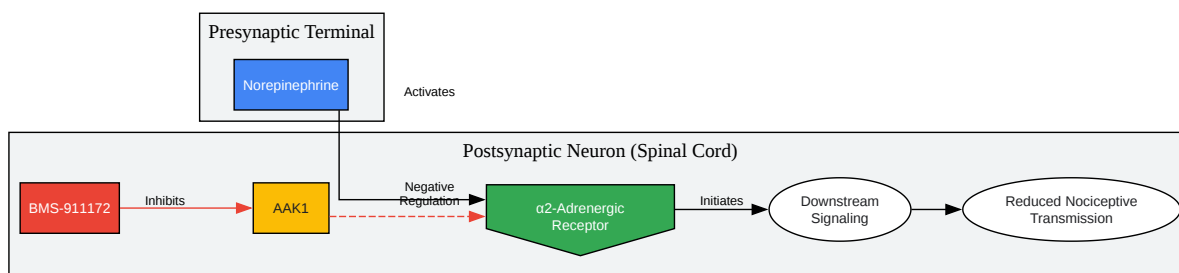 Presynaptic Terminal
Norepinephrine
Activates
Postsynaptic Neuron (Spinal Cord)
BMS-911172
Inhibits
AAK1
Negative
Regulation
α2-Adrenergic
Receptor
Initiates
Downstream
Signaling
Reduced Nociceptive
Transmission